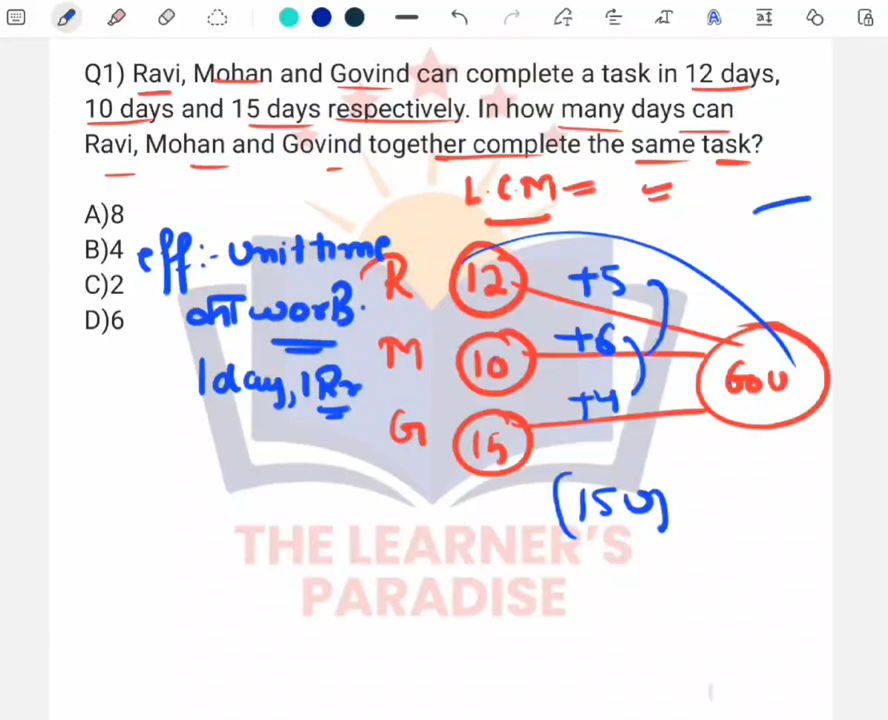 Q1) Ravi, Mohan and Govind can complete a task in 12 days,
10 days and 15 days respectively. In how many days can
Ravi, Mohan and Govind together complete the same task?
L.C.M =
A)8
B)4
C)2
D)6
eff:- Unit time
work
1day, 1
R 12 +5
M 10 +6
60U
G 15 +4
(15U)
THE LEARNER'S
PARADISE